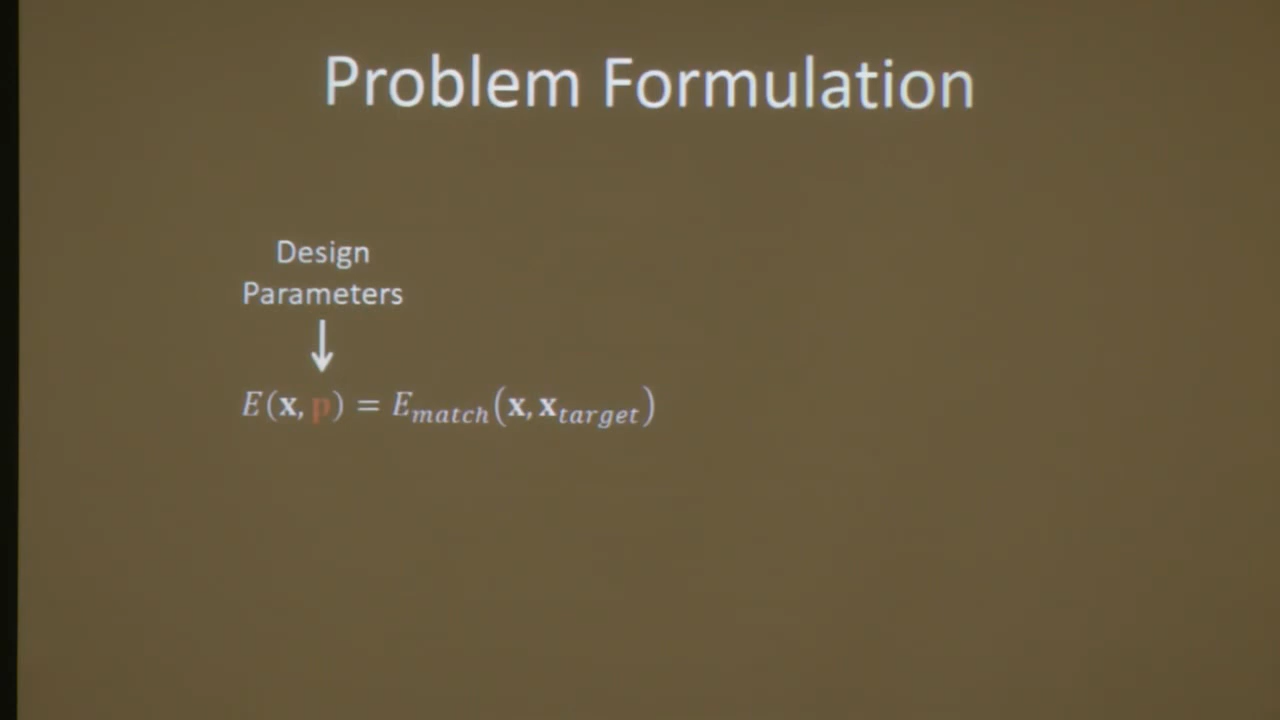 Problem Formulation
Design
Parameters
E(x, p) = E_match(x, x_target)